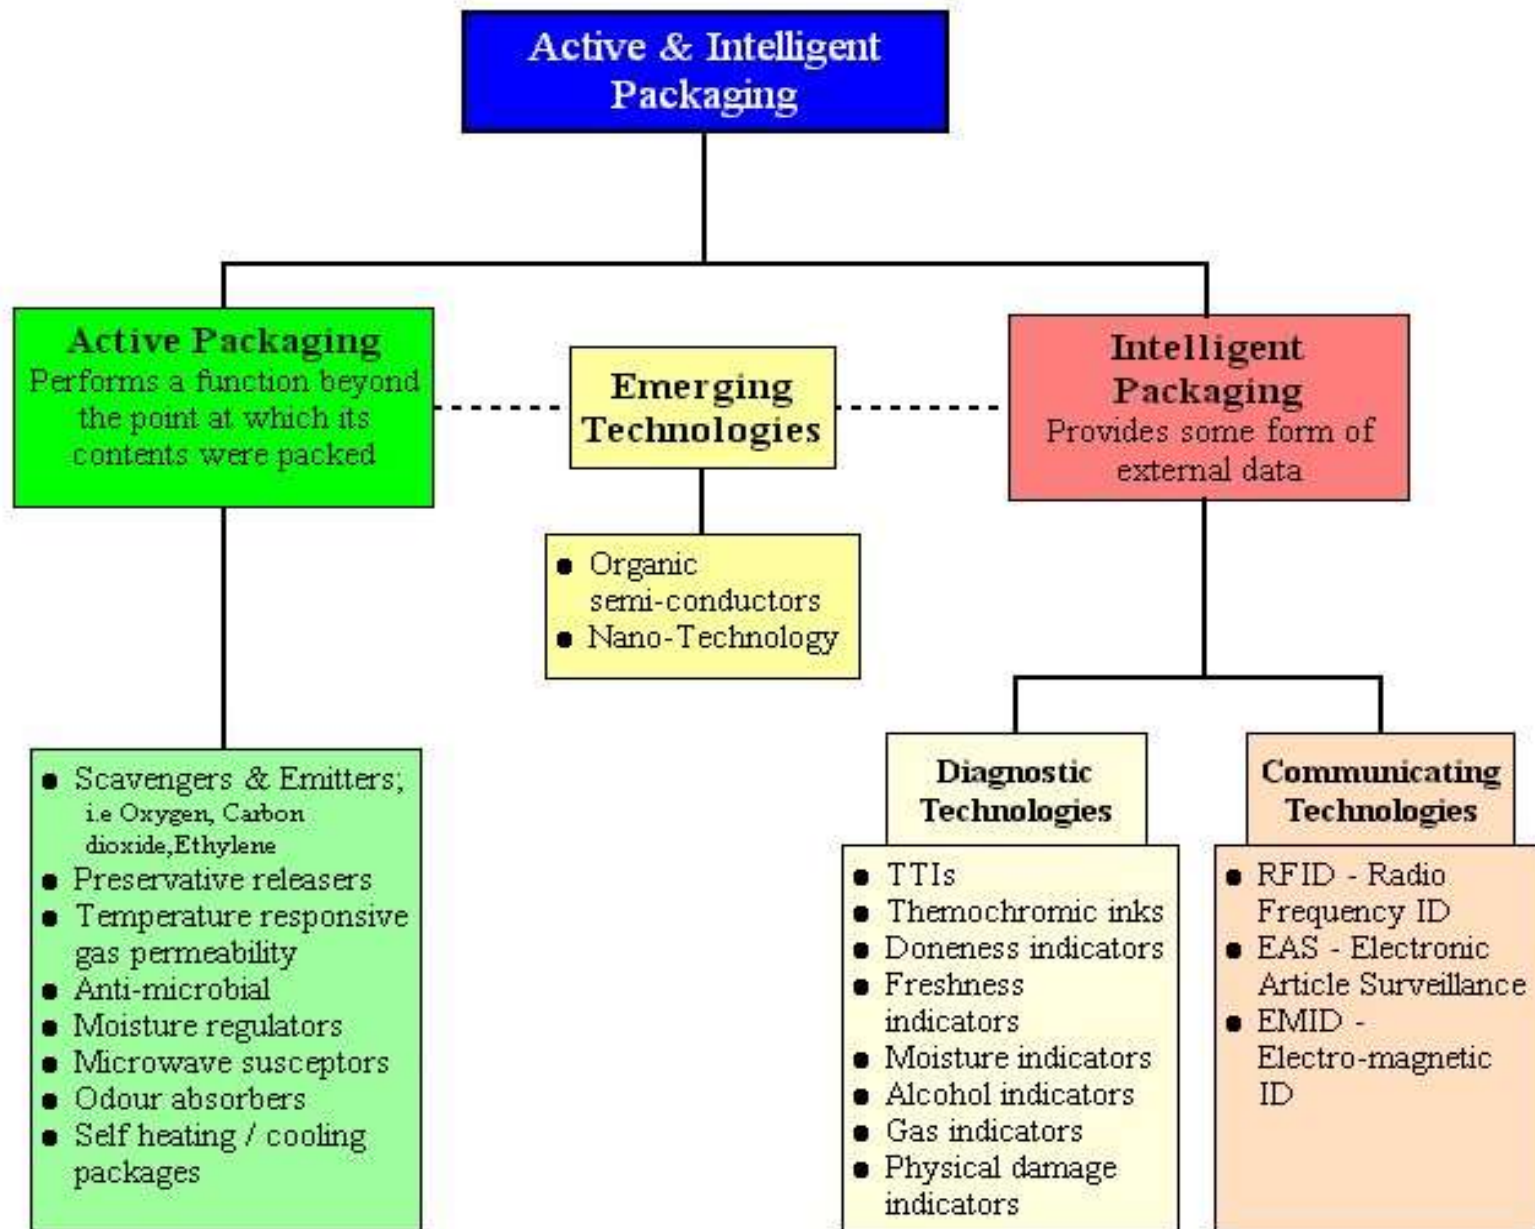 Active & Intelligent
Packaging
Active Packaging
Performs a function beyond
the point at which its
contents were packed
Emerging
Technologies
Intelligent
Packaging
Provides some form of
external data
● Organic
semi-conductors
● Nano-Technology
● Scavengers & Emitters;
i.e Oxygen, Carbon
dioxide,Ethylene
● Preservative releasers
● Temperature responsive
gas permeability
● Anti-microbial
● Moisture regulators
● Microwave susceptors
● Odour absorbers
● Self heating / cooling
packages
Diagnostic
Technologies
● TTIs
● Themochromic inks
● Doneness indicators
● Freshness
indicators
● Moisture indicators
● Alcohol indicators
● Gas indicators
● Physical damage
indicators
Communicating
Technologies
● RFID - Radio
Frequency ID
● EAS - Electronic
Article Surveillance
● EMID -
Electro-magnetic
ID